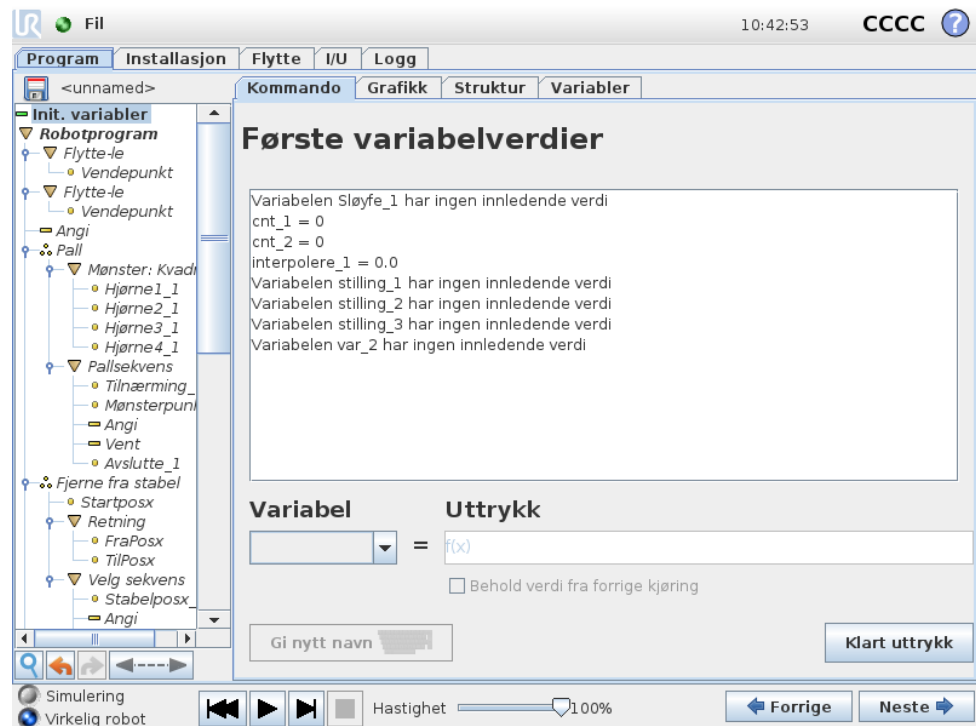 UR Fil 10:42:53 CCCC ?
Program Installasjon Flytte I/U Logg
<unnamed>
Kommando Grafikk Struktur Variabler
Init. variabler
Robotprogram
Flytte-le
Vendepunkt
Flytte-le
Vendepunkt
Angi
Pall
Mønster: Kvadr
Hjørne1_1
Hjørne2_1
Hjørne3_1
Hjørne4_1
Pallsekvens
Tilnærming_
Mønsterpunl
Angi
Vent
Avslutte_1
Fjerne fra stabel
Startposx
Retning
FraPosx
TilPosx
Velg sekvens
Stabelposx_
Angi
Første variabelverdier
Variabelen Sløyfe_1 har ingen innledende verdi
cnt_1 = 0
cnt_2 = 0
interpolere_1 = 0.0
Variabelen stilling_1 har ingen innledende verdi
Variabelen stilling_2 har ingen innledende verdi
Variabelen stilling_3 har ingen innledende verdi
Variabelen var_2 har ingen innledende verdi
Variabel Uttrykk
= f(x)
Behold verdi fra forrige kjøring
Gi nytt navn
Klart uttrykk
Simulering
Virkelig robot
Hastighet 100%
Forrige Neste